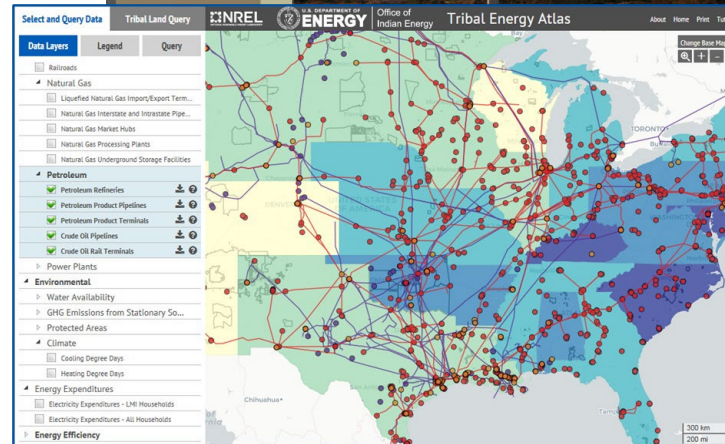 Select and Query Data
Tribal Land Query
NREL
U.S. DEPARTMENT OF
ENERGY
Office of
Indian Energy
Tribal Energy Atlas
About Home Print Tut
Data Layers
Legend
Query
Railroads
Natural Gas
Liquefied Natural Gas Import/Export Term...
Natural Gas Interstate and Intrastate Pipe...
Natural Gas Market Hubs
Natural Gas Processing Plants
Natural Gas Underground Storage Facilities
Petroleum
Petroleum Refineries
Petroleum Product Pipelines
Petroleum Product Terminals
Crude Oil Pipelines
Crude Oil Rail Terminals
Power Plants
Environmental
Water Availability
GHG Emissions from Stationary So...
Protected Areas
Climate
Cooling Degree Days
Heating Degree Days
Energy Expenditures
Electricity Expenditures - LMI Households
Electricity Expenditures - All Households
Energy Efficiency
Change Base Ma
Bay
TORONTO
DENVER
Chihuahua
300 km
200 mi